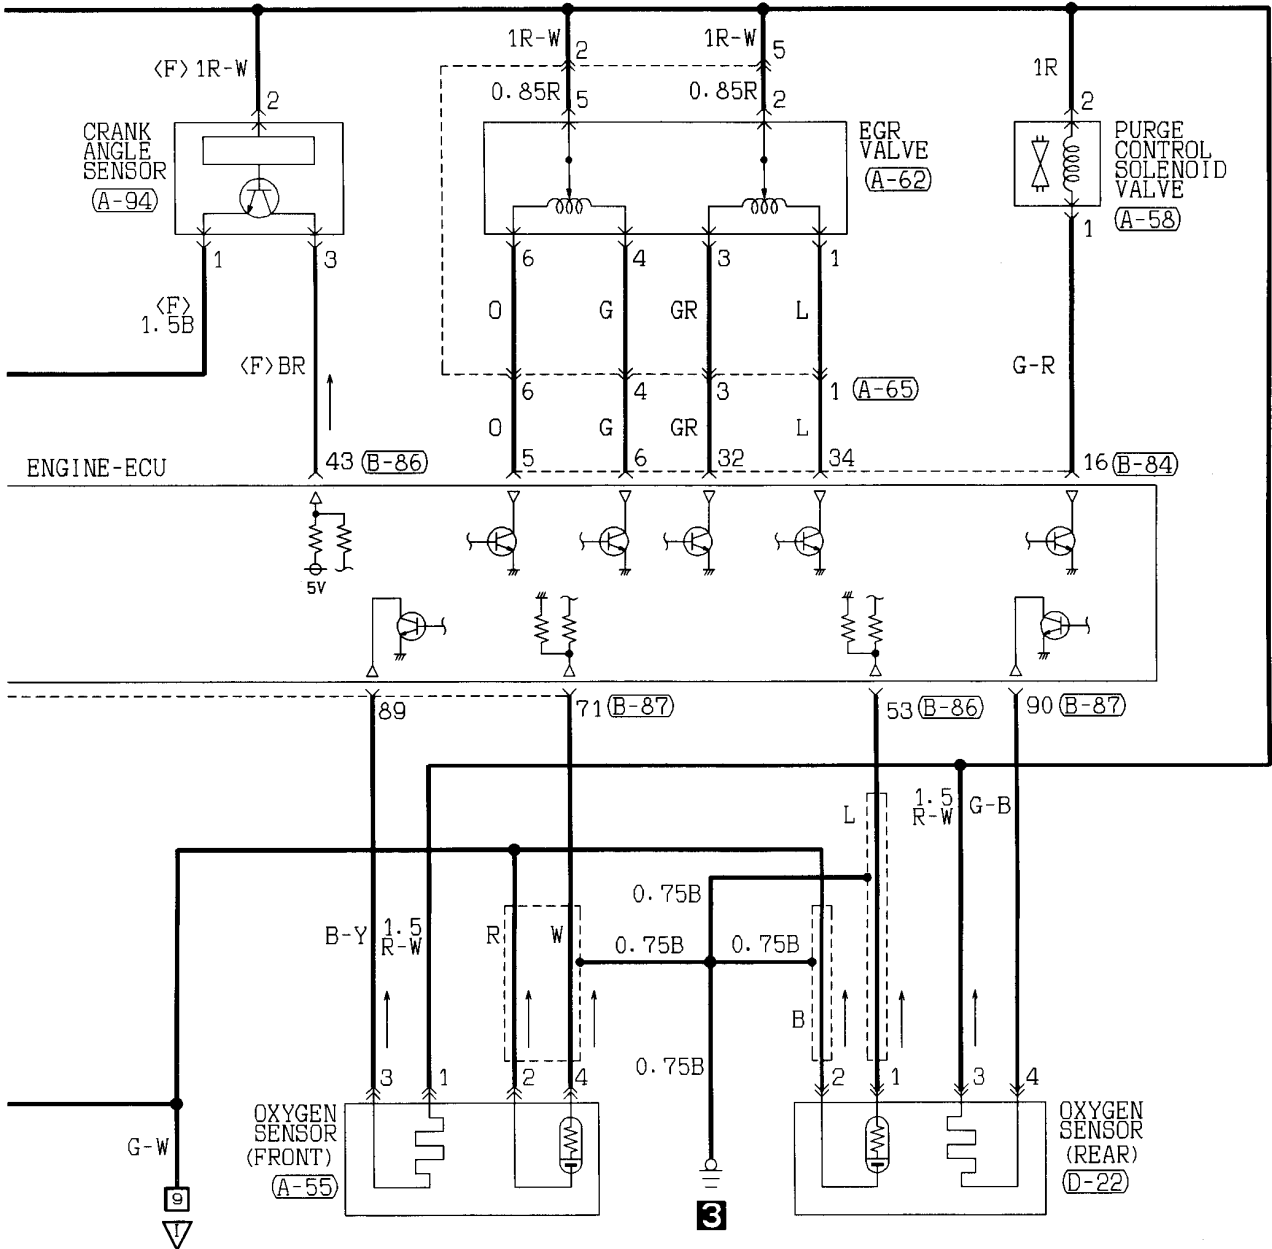 1R-W 2
1R-W 5
⟨F⟩ 1R-W
1R
0.85R 5
0.85R 2
2
2
CRANK
ANGLE
SENSOR
(A-94)
EGR
VALVE
(A-62)
PURGE
CONTROL
SOLENOID
VALVE
(A-58)
1 3
6 4 3 1
1
⟨F⟩
1.5B
O G GR L
⟨F⟩BR
G-R
6 4 3 1 (A-65)
O G GR L
ENGINE-ECU
43 (B-86)
5 6 32 34 16 (B-84)
5V
89 71 (B-87) 53 (B-86) 90 (B-87)
1.5
R-W
G-B
L
0.75B
B-Y
1.5
R-W
R W
0.75B 0.75B
B
0.75B
3 1 2 4
2 1 3 4
OXYGEN
SENSOR
(FRONT)
(A-55)
OXYGEN
SENSOR
(REAR)
(D-22)
G-W
9
I
3